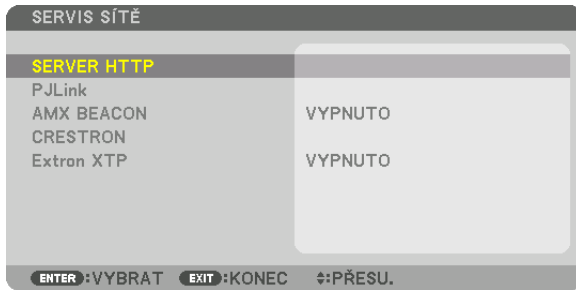 SERVIS SÍTĚ
SERVER HTTP
PJLink
AMX BEACON VYPNUTO
CRESTRON
Extron XTP VYPNUTO
ENTER:VYBRAT EXIT:KONEC :PŘESU.